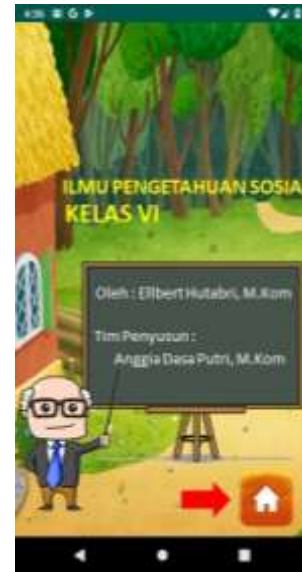 ILMU PENGETAHUAN SOSIA
KELAS VI
Oleh : Ellbert Hutabri, M.Kom
Tim Penyusun :
Anggia Dasa Putri, M.Kom